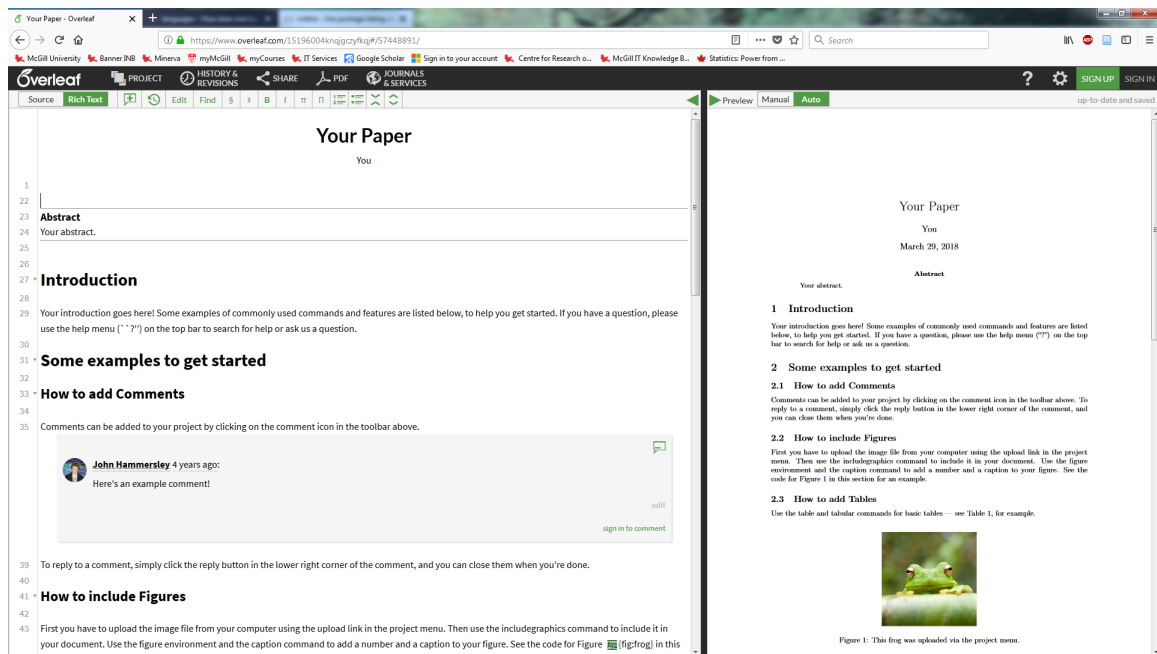 Your Paper - Overleaf
https://www.overleaf.com/15196004knqjgczyfkqj#/57448891/
Search
McGill University
Banner INB
Minerva
myMcGill
myCourses
IT Services
Google Scholar
Sign in to your account
Centre for Research o...
McGill IT Knowledge B...
Statistics: Power from ...
Overleaf
PROJECT
HISTORY & REVISIONS
SHARE
PDF
JOURNALS & SERVICES
?
SIGN UP
SIGN IN
Source
Rich Text
Edit
Find
§
§
B
I
π
Π
Preview
Manual
Auto
up-to-date and saved
Your Paper
You
1
22
23 Abstract
24 Your abstract.
25
26
27 Introduction
28
29 Your introduction goes here! Some examples of commonly used commands and features are listed below, to help you get started. If you have a question, please
use the help menu (``?'') on the top bar to search for help or ask us a question.
30
31 Some examples to get started
32
33 How to add Comments
34
35 Comments can be added to your project by clicking on the comment icon in the toolbar above.
John Hammersley 4 years ago:
Here's an example comment!
edit
sign in to comment
39 To reply to a comment, simply click the reply button in the lower right corner of the comment, and you can close them when you're done.
40
41 How to include Figures
42
43 First you have to upload the image file from your computer using the upload link in the project menu. Then use the includegraphics command to include it in
your document. Use the figure environment and the caption command to add a number and a caption to your figure. See the code for Figure {fig:frog} in this
Your Paper
You
March 29, 2018
Abstract
Your abstract.
1 Introduction
Your introduction goes here! Some examples of commonly used commands and features are listed
below, to help you get started. If you have a question, please use the help menu (“?”) on the top
bar to search for help or ask us a question.
2 Some examples to get started
2.1 How to add Comments
Comments can be added to your project by clicking on the comment icon in the toolbar above. To
reply to a comment, simply click the reply button in the lower right corner of the comment, and
you can close them when you're done.
2.2 How to include Figures
First you have to upload the image file from your computer using the upload link in the project
menu. Then use the includegraphics command to include it in your document. Use the figure
environment and the caption command to add a number and a caption to your figure. See the
code for Figure 1 in this section for an example.
2.3 How to add Tables
Use the table and tabular commands for basic tables — see Table 1, for example.
Figure 1: This frog was uploaded via the project menu.